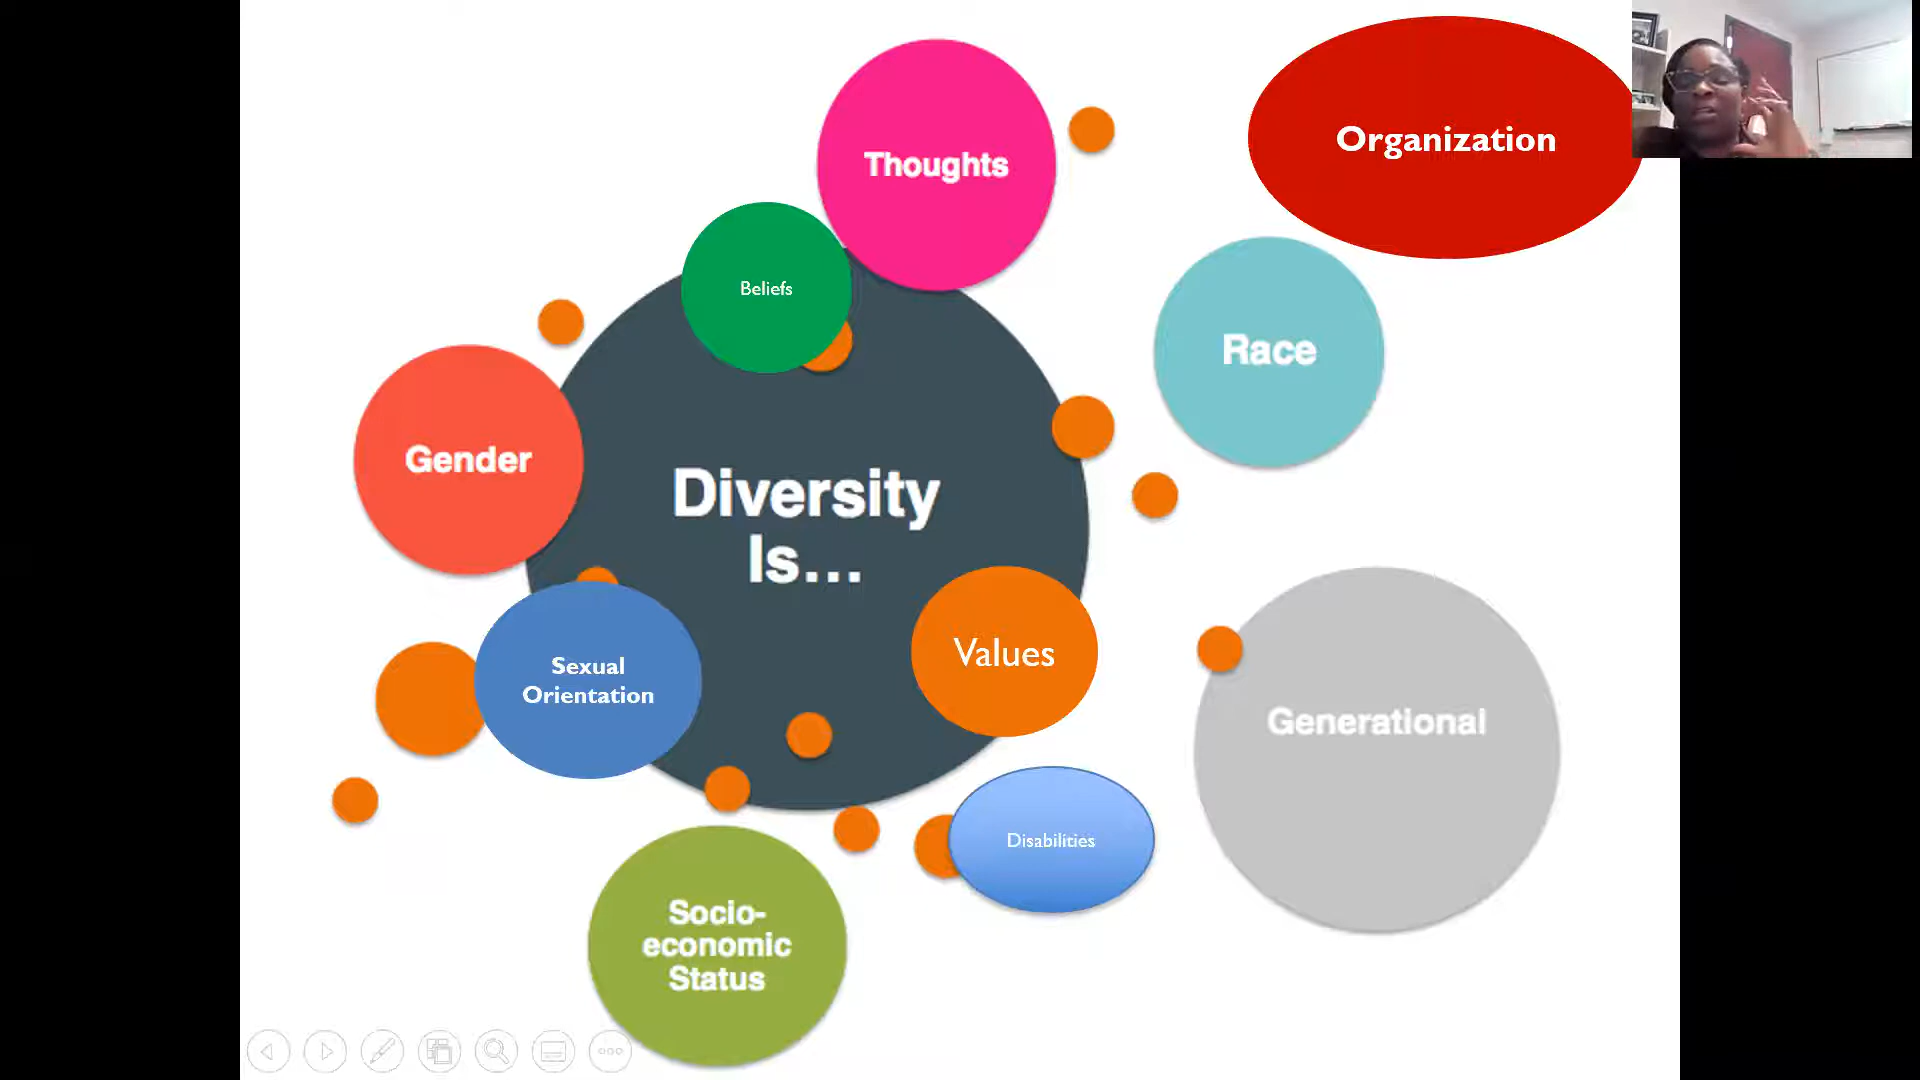 Thoughts
Organization
Beliefs
Race
Gender
Diversity
Is...
Values
Sexual
Orientation
Generational
Disabilities
Socio-
economic
Status